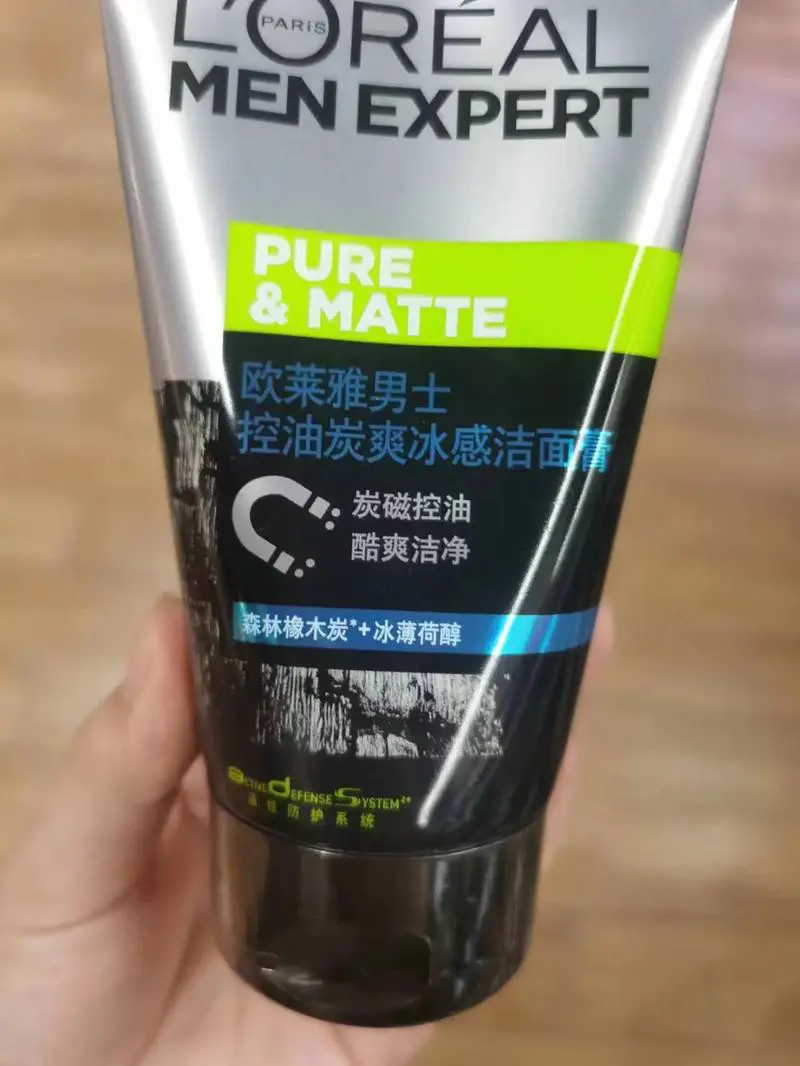 L'ORÉAL
PARIS
MEN EXPERT
PURE
& MATTE
欧莱雅男士
控油炭爽冰感洁面膏
炭磁控油
酷爽洁净
森林橡木炭*+冰薄荷醇
ACTIVE DEFENSE SYSTEM²*
活性防护系統